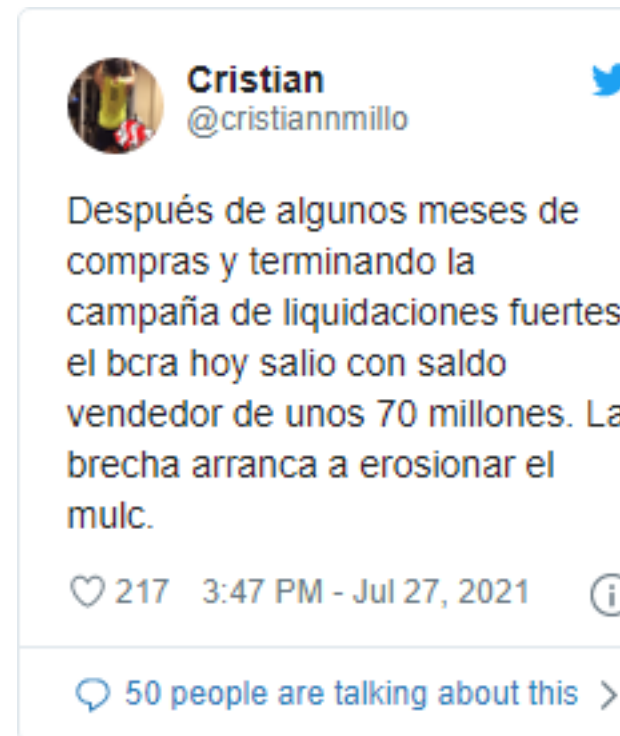 Cristian
@cristiannmillo
Después de algunos meses de
compras y terminando la
campaña de liquidaciones fuertes
el bcra hoy salio con saldo
vendedor de unos 70 millones. La
brecha arranca a erosionar el
mulc.
217 3:47 PM - Jul 27, 2021
50 people are talking about this